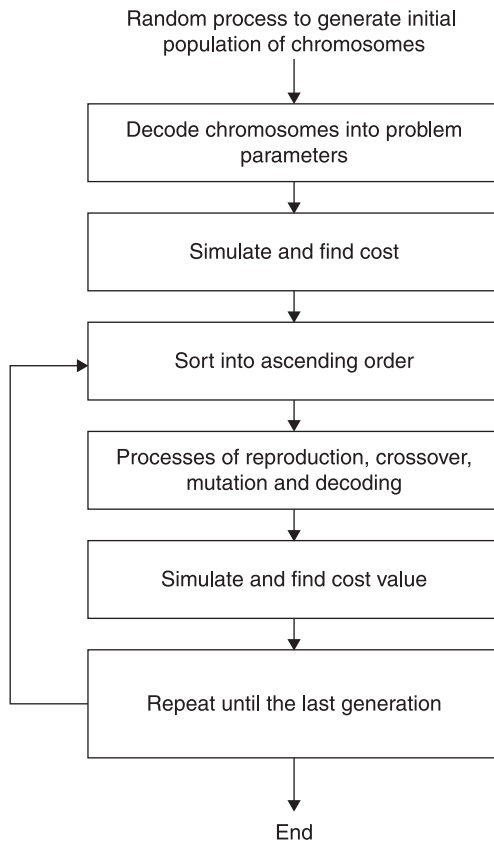 Random process to generate initial
population of chromosomes
Decode chromosomes into problem
parameters
Simulate and find cost
Sort into ascending order
Processes of reproduction, crossover,
mutation and decoding
Simulate and find cost value
Repeat until the last generation
End